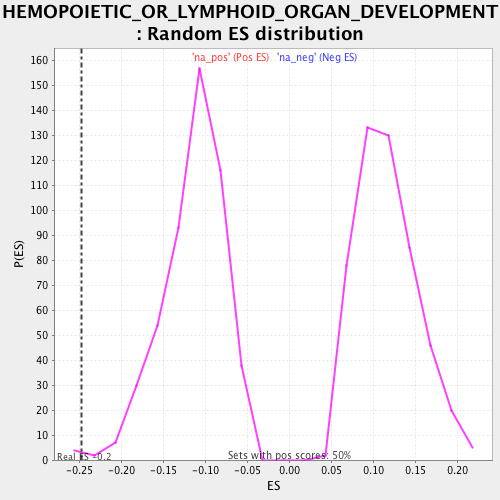 HEMOPOIETIC_OR_LYMPHOID_ORGAN_DEVELOPMENT
: Random ES distribution
'na_pos' (Pos ES) 'na_neg' (Neg ES)
160
150
140
130
120
110
100
90
80
70
60
50
40
30
20
10
0
P(ES)
Real ES -0.2
Sets with pos scores: 50%
-0.25 -0.20 -0.15 -0.10 -0.05 0.00 0.05 0.10 0.15 0.20
ES